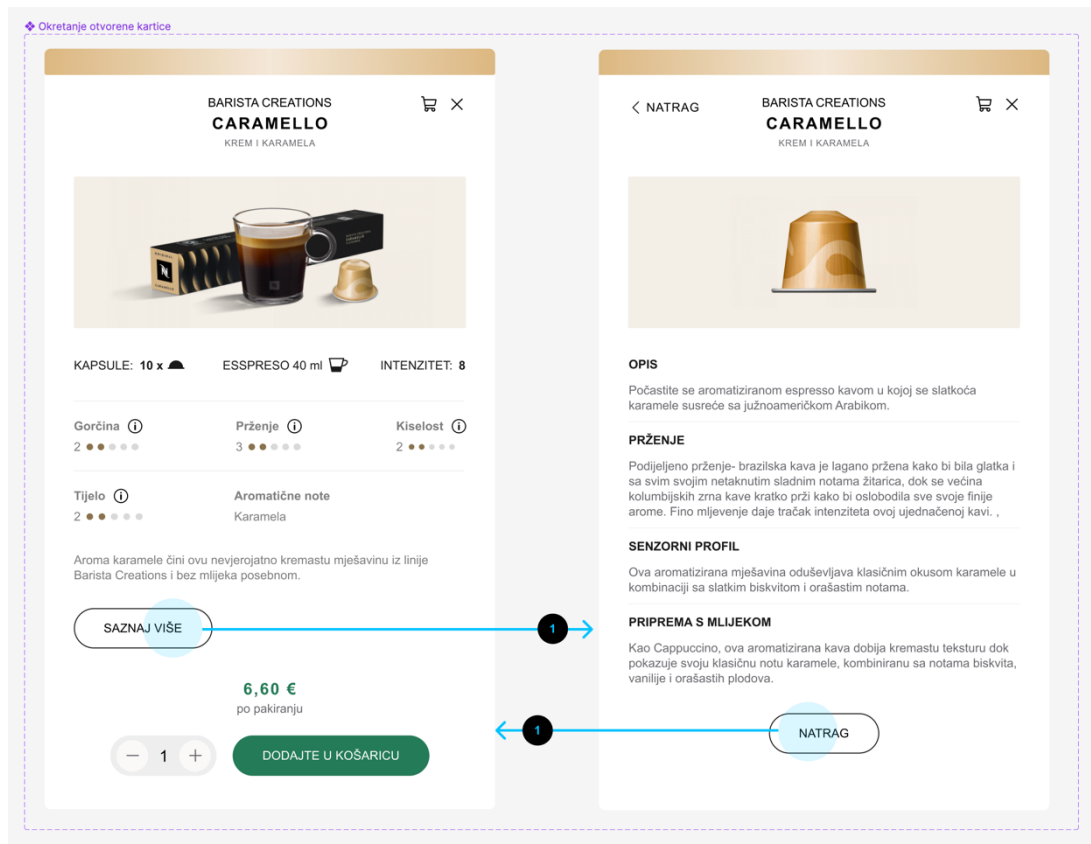 Okretanje otvorene kartice
BARISTA CREATIONS
CARAMELLO
KREM I KARAMELA
N
KAPSULE: 10 x
ESSPRESO 40 ml
INTENZITET: 8
Gorčina
Prženje
Kiselost
2
3
2
Tijelo
Aromatične note
2
Karamela
Aroma karamele čini ovu nevjerojatno kremastu mješavinu iz linije
Barista Creations i bez mlijeka posebnom.
SAZNAJ VIŠE
1
6,60 €
po pakiranju
1
DODAJTE U KOŠARICU
NATRAG
BARISTA CREATIONS
CARAMELLO
KREM I KARAMELA
OPIS
Počastite se aromatiziranom espresso kavom u kojoj se slatkoća
karamele susreće sa južnoameričkom Arabikom.
PRŽENJE
Podijeljeno prženje- brazilska kava je lagano pržena kako bi bila glatka i
sa svim svojim netaknutim sladnim notama žitarica, dok se većina
kolumbijskih zrna kave kratko prži kako bi oslobodila sve svoje finije
arome. Fino mljevenje daje tračak intenziteta ovoj ujednačenoj kavi. ,
SENZORNI PROFIL
Ova aromatizirana mješavina oduševljava klasičnim okusom karamele u
kombinaciji sa slatkim biskvitom i orašastim notama.
PRIPREMA S MLIJEKOM
Kao Cappuccino, ova aromatizirana kava dobija kremastu teksturu dok
pokazuje svoju klasičnu notu karamele, kombiniranu sa notama biskvita,
vanilije i orašastih plodova.
1
NATRAG